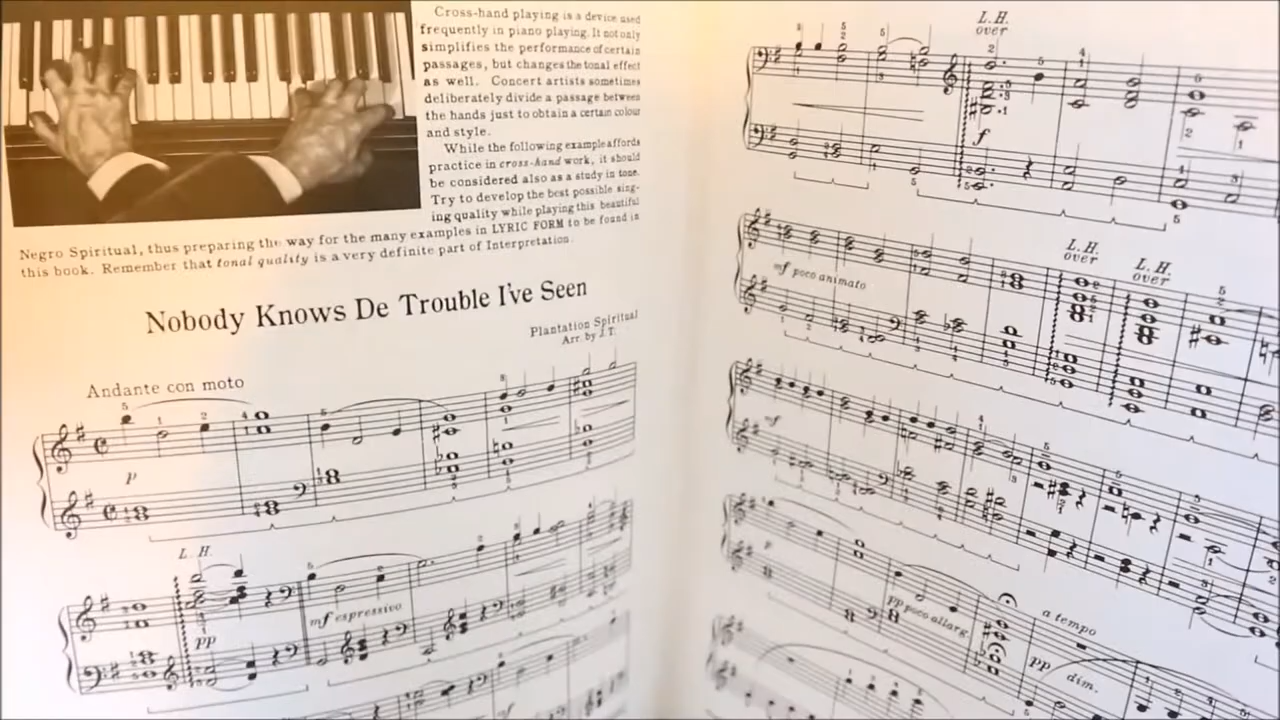 Cross-hand playing is a device used
frequently in piano playing. It not only
simplifies the performance of certain
passages, but changes the tonal effect
as well. Concert artists sometimes
deliberately divide a passage between
the hands just to obtain a certain colour
and style.
While the following example affords
practice in cross-hand work, it should
be considered also as a study in tone.
Try to develop the best possible sing-
ing quality while playing this beautiful
Negro Spiritual, thus preparing the way for the many examples in LYRIC FORM to be found in
this book. Remember that tonal quality is a very definite part of Interpretation.
Nobody Knows De Trouble I've Seen
Plantation Spiritual
Arr. by J. T.
Andante con moto
p
L. H.
pp
mf espressivo
L. H.
over
f
L. H.
over
L. H.
over
mf poco animato
mf
p
pp poco allarg.
a tempo
pp
dim.